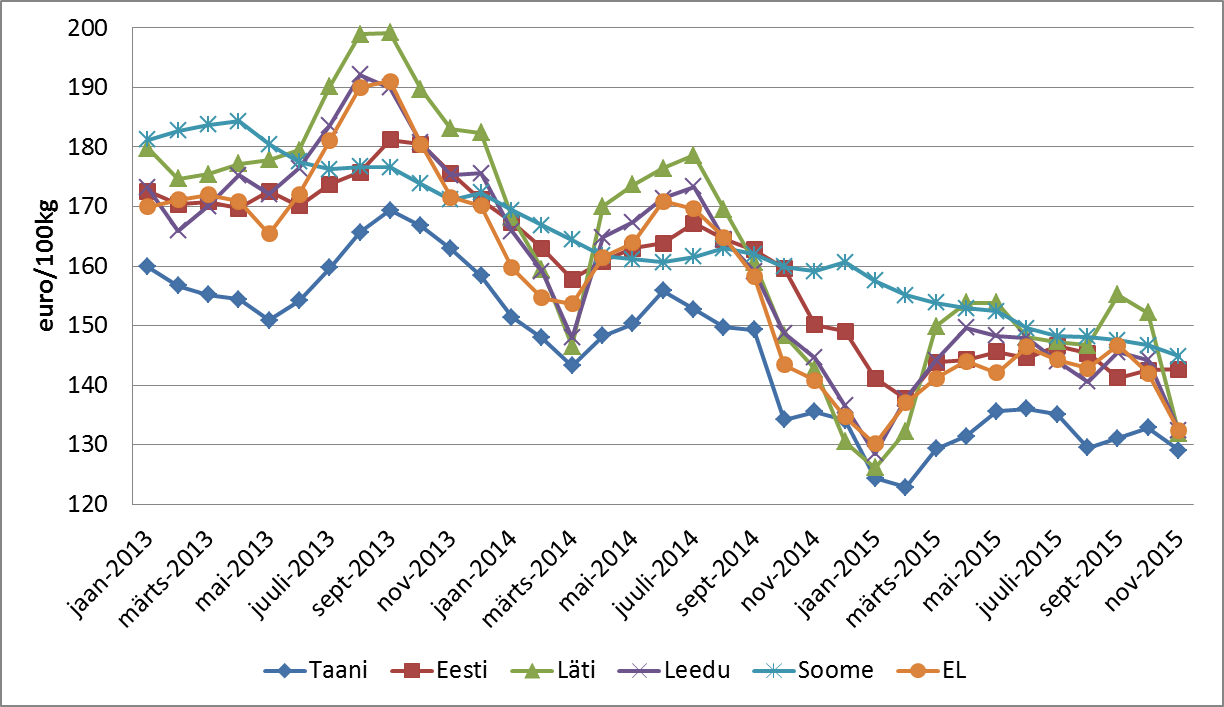 euro/100kg
200
190
180
170
160
150
140
130
120
jaan-2013
märts-2013
mai-2013
juuli-2013
sept-2013
nov-2013
jaan-2014
märts-2014
mai-2014
juuli-2014
sept-2014
nov-2014
jaan-2015
märts-2015
mai-2015
juuli-2015
sept-2015
nov-2015
Taani Eesti Läti Leedu Soome EL